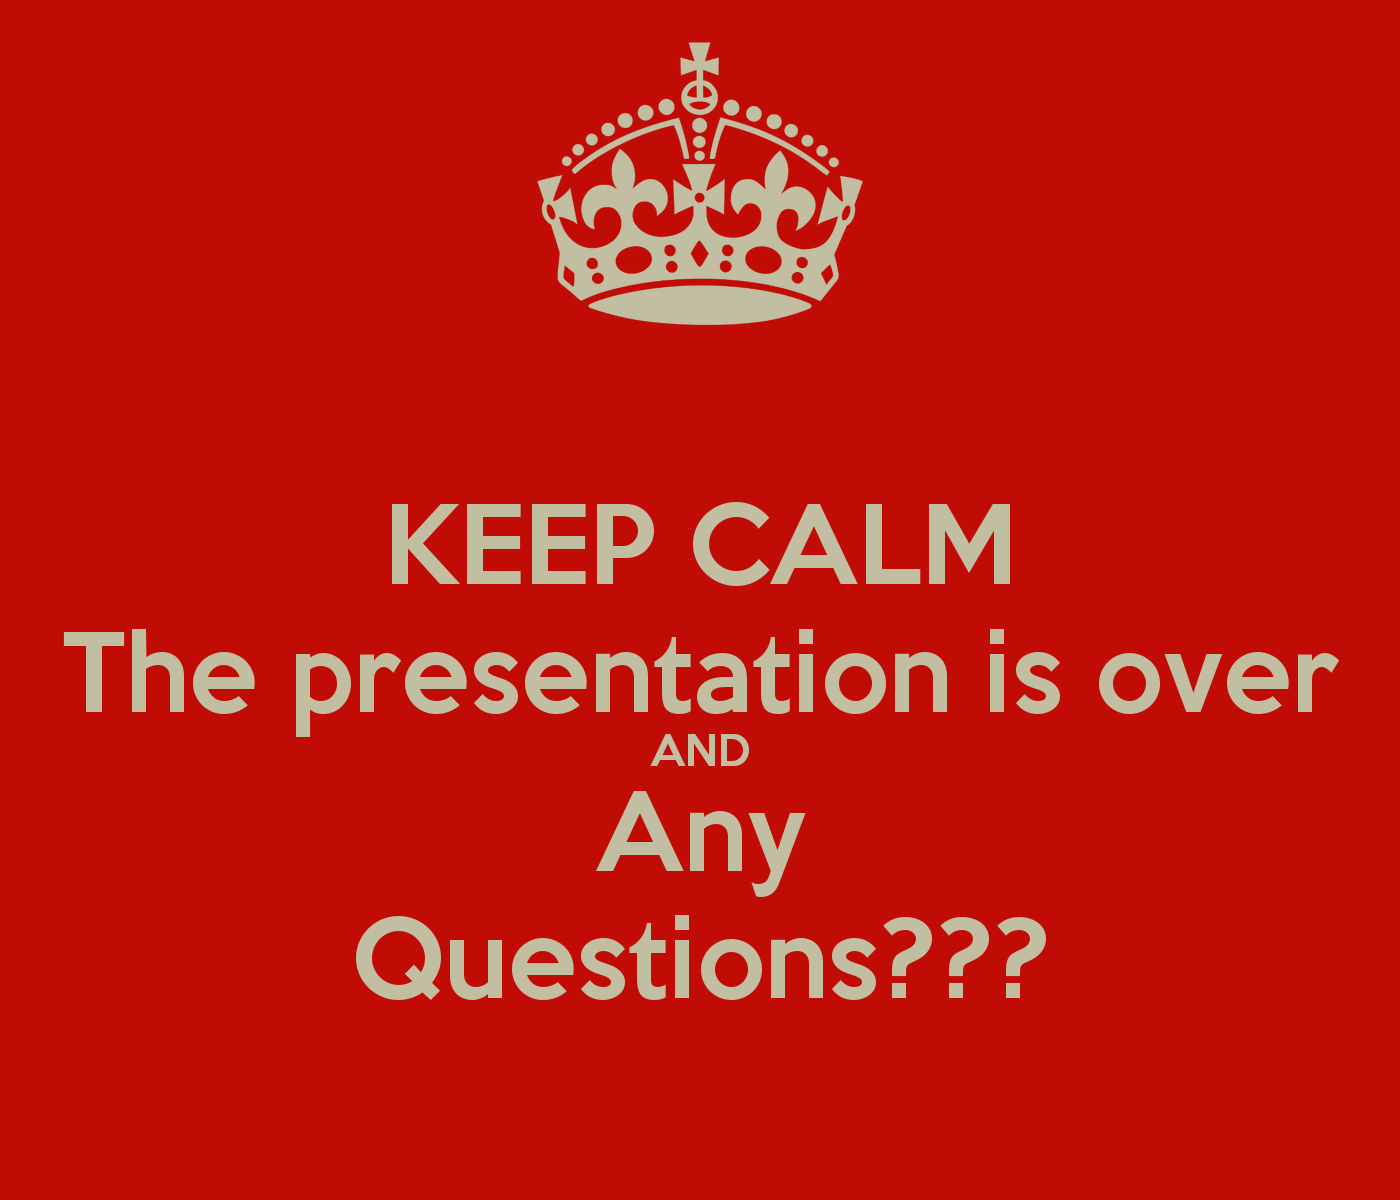 KEEP CALM
The presentation is over
AND
Any
Questions???